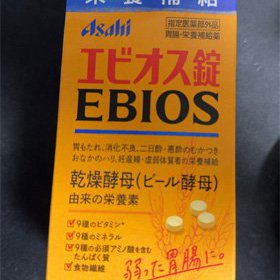 栄養補給
Asahi
指定医薬部外品
胃腸・栄養補給薬
エビオス錠
EBIOS
胃もたれ、消化不良、二日酔・悪酔のむかつき
おなかのハリ、妊産婦・虚弱体質者の栄養補給
乾燥酵母(ビール酵母)
由来の栄養素
9種のビタミン
9種のミネラル
9種の必須アミノ酸を含む
たんぱく質
食物繊維
弱った胃腸に。